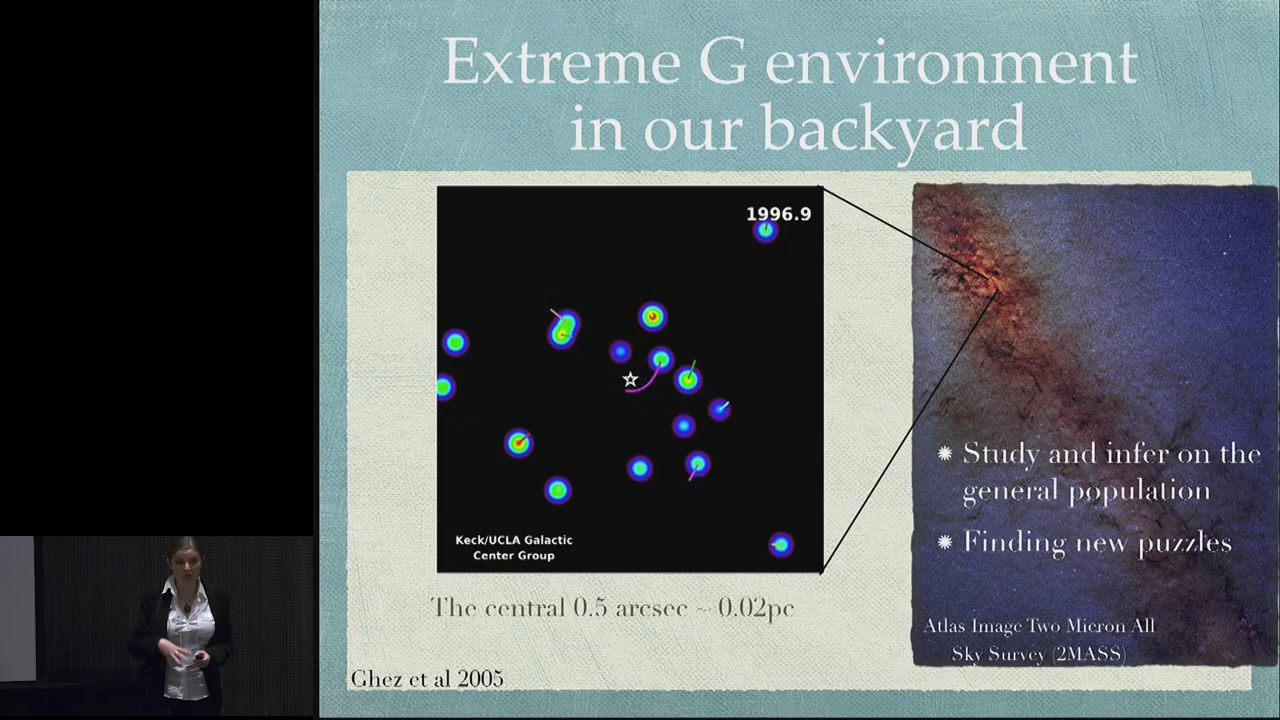 Extreme G environment
in our backyard
1996.9
Keck/UCLA Galactic
Center Group
The central 0.5 arcsec ~ 0.02pc
Ghez et al 2005
✹ Study and infer on the
general population
✹ Finding new puzzles
Atlas Image Two Micron All
Sky Survey (2MASS)